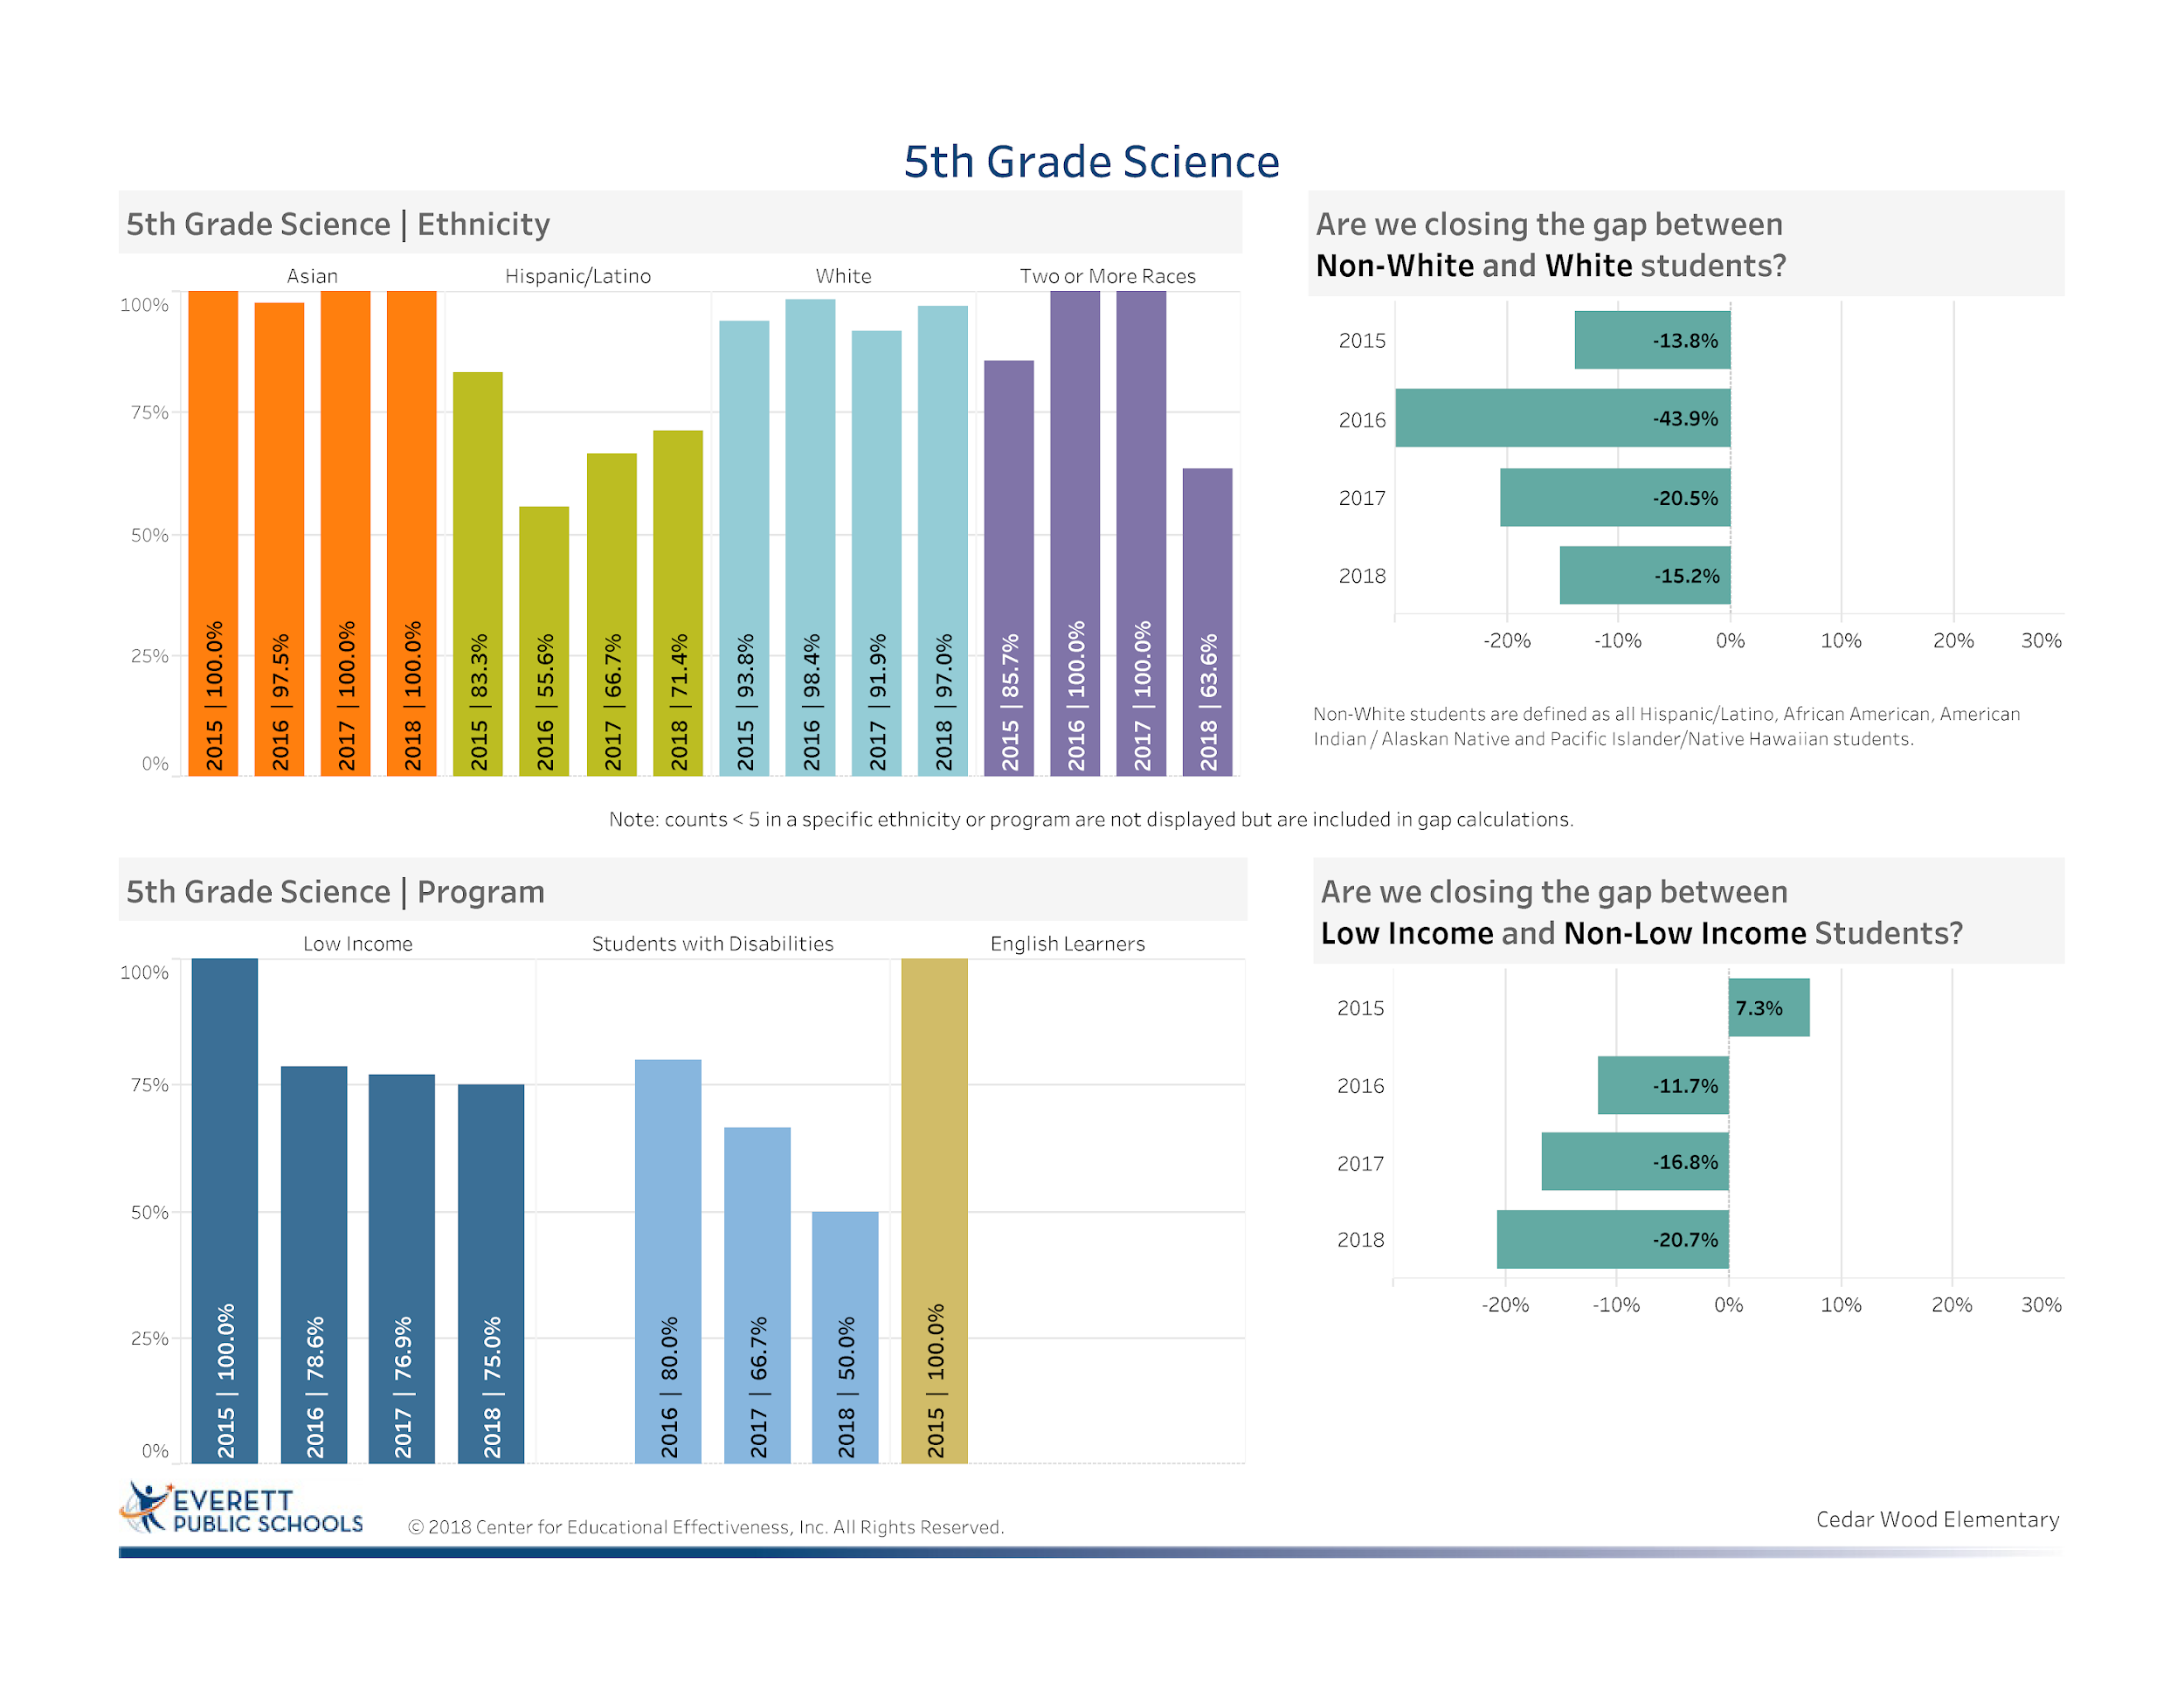 5th Grade Science
5th Grade Science | Ethnicity
Asian Hispanic/Latino White Two or More Races
100%
75%
50%
25%
0%
2015 | 100.0%
2016 | 97.5%
2017 | 100.0%
2018 | 100.0%
2015 | 83.3%
2016 | 55.6%
2017 | 66.7%
2018 | 71.4%
2015 | 93.8%
2016 | 98.4%
2017 | 91.9%
2018 | 97.0%
2015 | 85.7%
2016 | 100.0%
2017 | 100.0%
2018 | 63.6%
Are we closing the gap between
Non-White and White students?
2015 -13.8%
2016 -43.9%
2017 -20.5%
2018 -15.2%
-20% -10% 0% 10% 20% 30%
Non-White students are defined as all Hispanic/Latino, African American, American
Indian / Alaskan Native and Pacific Islander/Native Hawaiian students.
Note: counts < 5 in a specific ethnicity or program are not displayed but are included in gap calculations.
5th Grade Science | Program
Low Income Students with Disabilities English Learners
100%
75%
50%
25%
0%
2015 | 100.0%
2016 | 78.6%
2017 | 76.9%
2018 | 75.0%
2016 | 80.0%
2017 | 66.7%
2018 | 50.0%
2015 | 100.0%
Are we closing the gap between
Low Income and Non-Low Income Students?
2015 7.3%
2016 -11.7%
2017 -16.8%
2018 -20.7%
-20% -10% 0% 10% 20% 30%
EVERETT
PUBLIC SCHOOLS
© 2018 Center for Educational Effectiveness, Inc. All Rights Reserved.
Cedar Wood Elementary